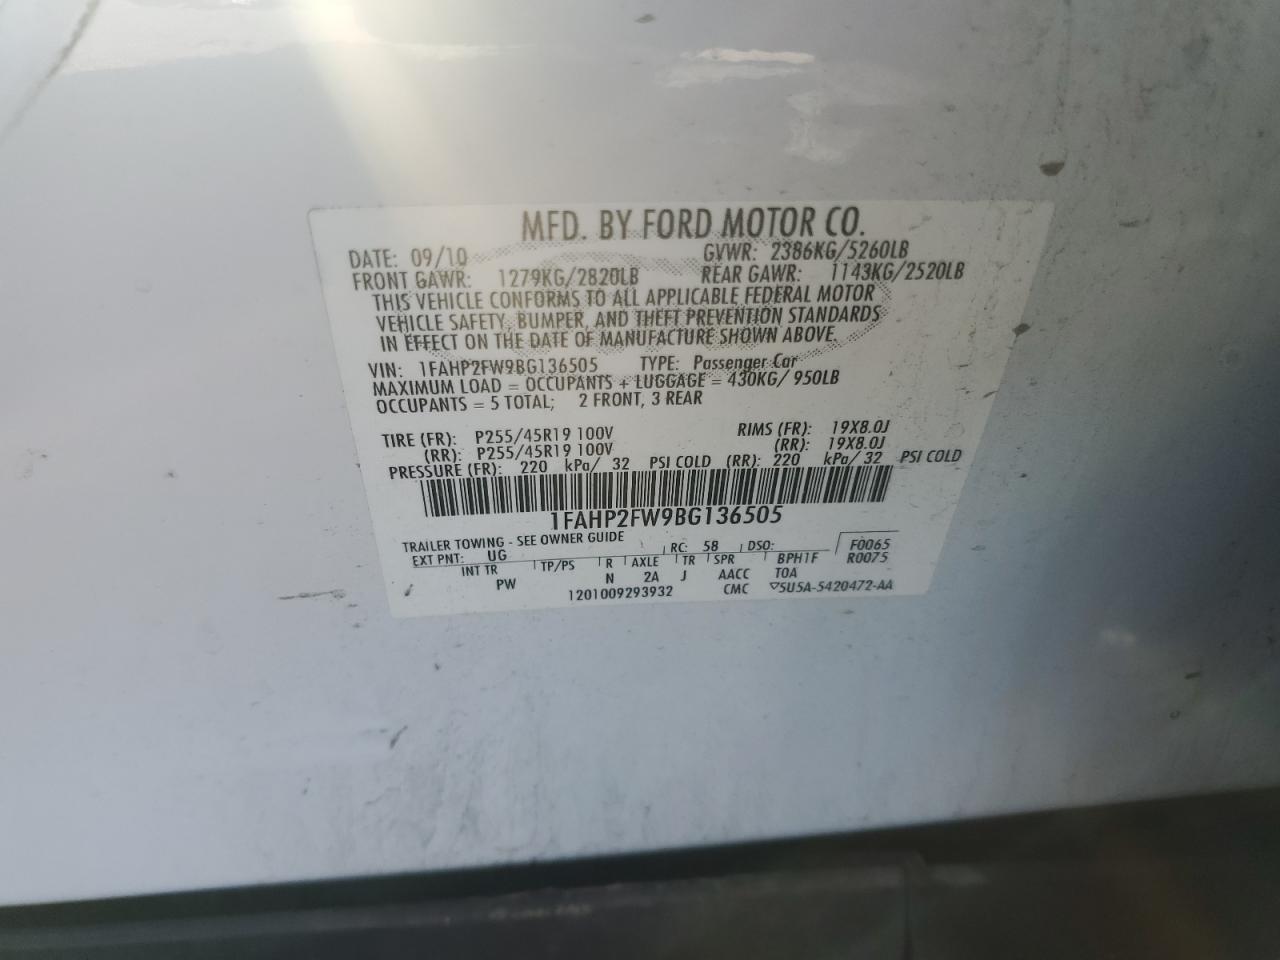 MFD. BY FORD MOTOR CO.
DATE: 09/10 GVWR: 2386KG/5260LB
FRONT GAWR: 1279KG/2820LB REAR GAWR: 1143KG/2520LB
THIS VEHICLE CONFORMS TO ALL APPLICABLE FEDERAL MOTOR
VEHICLE SAFETY, BUMPER, AND THEFT PREVENTION STANDARDS
IN EFFECT ON THE DATE OF MANUFACTURE SHOWN ABOVE.
VIN: 1FAHP2FW9BG136505 TYPE: Passenger Car
MAXIMUM LOAD = OCCUPANTS + LUGGAGE = 430KG/ 950LB
OCCUPANTS = 5 TOTAL; 2 FRONT, 3 REAR
TIRE (FR): P255/45R19 100V RIMS (FR): 19X8.0J
(RR): P255/45R19 100V (RR): 19X8.0J
PRESSURE (FR): 220 kPa/ 32 PSI COLD (RR): 220 kPa/ 32 PSI COLD
1FAHP2FW9BG136505
TRAILER TOWING - SEE OWNER GUIDE
EXT PNT: UG RC: 58 DSO: F0065
INT TR TP/PS R AXLE TR SPR BPH1F R0075
PW N 2A J AACC TOA
1201009293932 CMC ▽5U5A-5420472-AA